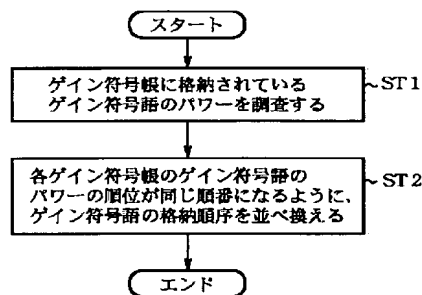 スタート
ゲイン符号帳に格納されている
ゲイン符号語のパワーを調査する
ST1
各ゲイン符号帳のゲイン符号語の
パワーの順位が同じ順番になるように、
ゲイン符号語の格納順序を並べ換える
ST2
エンド